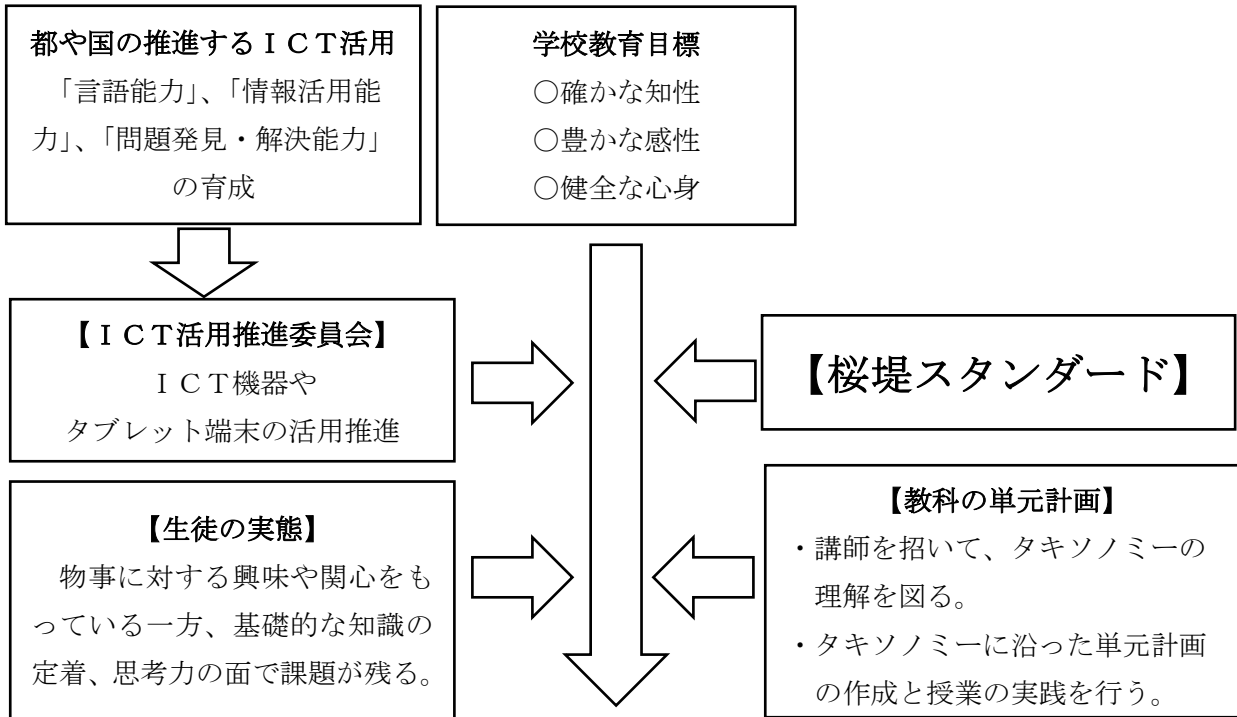 都や国の推進するＩＣＴ活用
「言語能力」、「情報活用能
力」、「問題発見・解決能力」
の育成
学校教育目標
○確かな知性
○豊かな感性
○健全な心身
【ＩＣＴ活用推進委員会】
ＩＣＴ機器や
タブレット端末の活用推進
【桜堤スタンダード】
【生徒の実態】
物事に対する興味や関心をも
っている一方、基礎的な知識の
定着、思考力の面で課題が残る。
【教科の単元計画】
・講師を招いて、タキソノミーの
理解を図る。
・タキソノミーに沿った単元計画
の作成と授業の実践を行う。